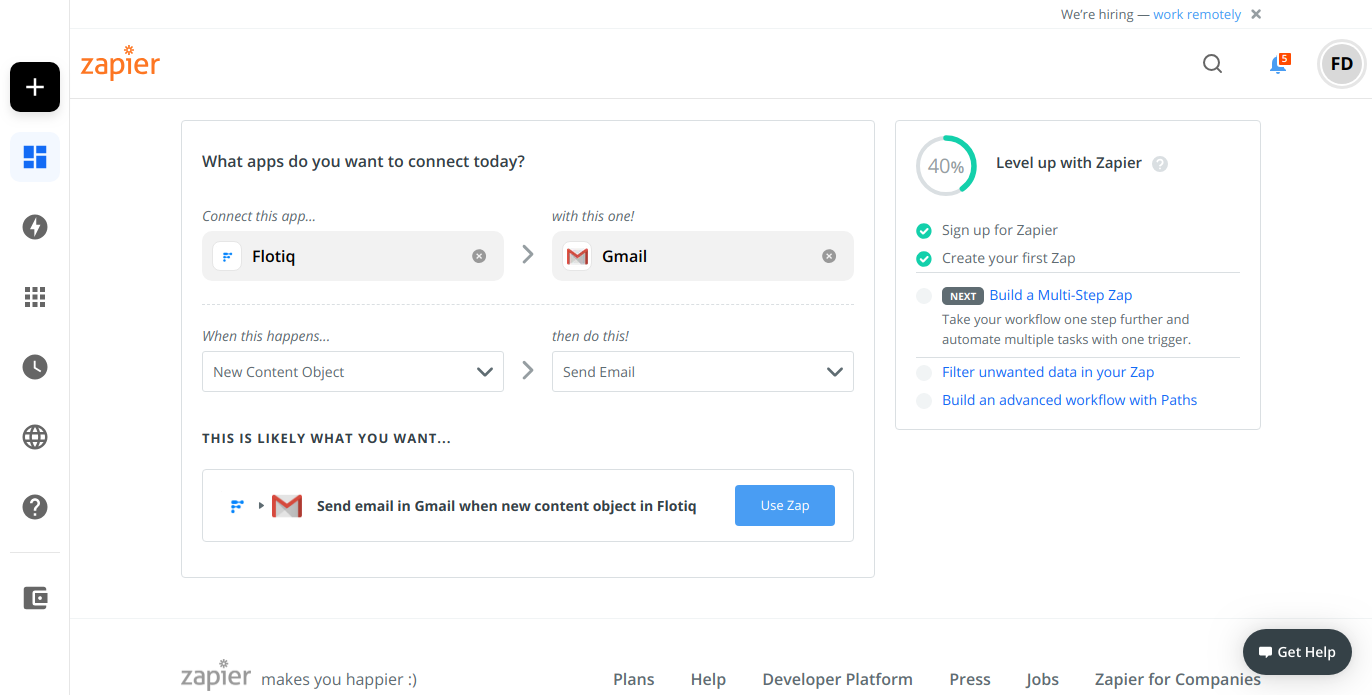 We're hiring — work remotely
zapier
5
FD
What apps do you want to connect today?
Connect this app...
with this one!
Flotiq
Gmail
When this happens...
then do this!
New Content Object
Send Email
THIS IS LIKELY WHAT YOU WANT...
Send email in Gmail when new content object in Flotiq
Use Zap
40%
Level up with Zapier
?
Sign up for Zapier
Create your first Zap
NEXT Build a Multi-Step Zap
Take your workflow one step further and
automate multiple tasks with one trigger.
Filter unwanted data in your Zap
Build an advanced workflow with Paths
Get Help
zapier makes you happier :)
Plans
Help
Developer Platform
Press
Jobs
Zapier for Companies